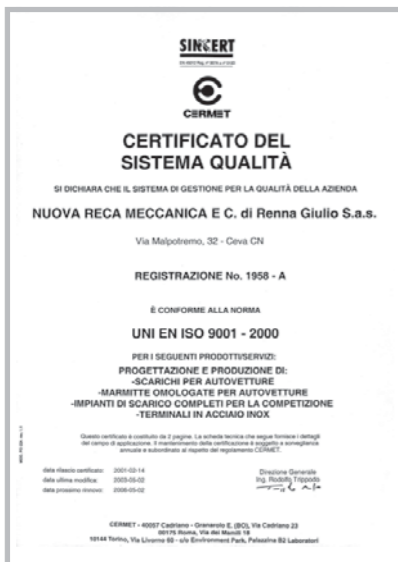 SINCERT
CERMET
CERTIFICATO DEL
SISTEMA QUALITÀ
SI DICHIARA CHE IL SISTEMA DI GESTIONE PER LA QUALITÀ DELLA AZIENDA
NUOVA RECA MECCANICA E C. di Renna Giulio S.a.s.
Via Malpotremo, 32 - Ceva CN
REGISTRAZIONE No. 1958 - A
È CONFORME ALLA NORMA
UNI EN ISO 9001 - 2000
PER I SEGUENTI PRODOTTI/SERVIZI:
PROGETTAZIONE E PRODUZIONE DI:
-SCARICHI PER AUTOVETTURE
-MARMITTE OMOLOGATE PER AUTOVETTURE
-IMPIANTI DI SCARICO COMPLETI PER LA COMPETIZIONE
-TERMINALI IN ACCIAIO INOX
Questo certificato è costituito da 2 pagine. La scheda tecnica che segue fornisce i dettagli
del campo di applicazione. Il mantenimento della certificazione è soggetto a sorveglianza
annuale e subordinato al rispetto del regolamento CERMET.
data rilascio certificato: 2001-02-14
data ultima modifica: 2003-05-02
data prossimo rinnovo: 2006-05-02
Direzione Generale
Ing. Rodolfo Trippodo
CERMET - 40057 Cadriano - Granarolo E. (BO), Via Cadriano 23
00175 Roma, Via dei Mandi 18
10144 Torino, Via Livorno 60 - c/o Environment Park, Palazzina B2 Laboratori